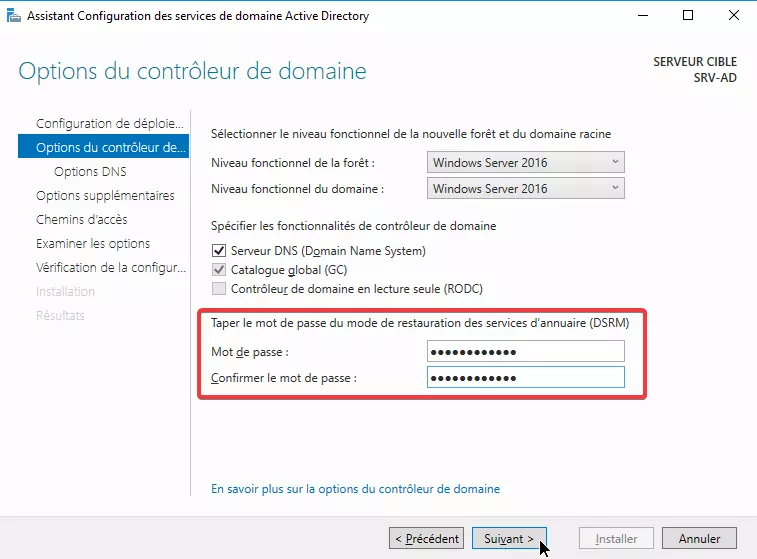 Assistant Configuration des services de domaine Active Directory
Options du contrôleur de domaine
SERVEUR CIBLE
SRV-AD
Configuration de déploie...
Options du contrôleur de...
Options DNS
Options supplémentaires
Chemins d'accès
Examiner les options
Vérification de la configur...
Installation
Résultats
Sélectionner le niveau fonctionnel de la nouvelle forêt et du domaine racine
Niveau fonctionnel de la forêt : Windows Server 2016
Niveau fonctionnel du domaine : Windows Server 2016
Spécifier les fonctionnalités de contrôleur de domaine
Serveur DNS (Domain Name System)
Catalogue global (GC)
Contrôleur de domaine en lecture seule (RODC)
Taper le mot de passe du mode de restauration des services d'annuaire (DSRM)
Mot de passe : ●●●●●●●●●●●●
Confirmer le mot de passe : ●●●●●●●●●●●●
En savoir plus sur la options du contrôleur de domaine
< Précédent Suivant > Installer Annuler